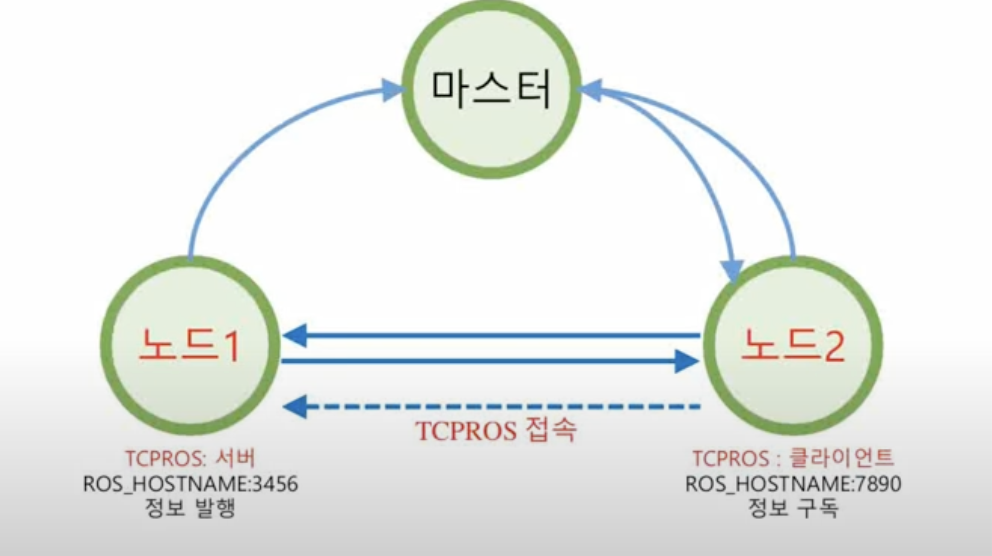 마스터
노드1
노드2
TCPROS 접속
TCPROS: 서버
ROS_HOSTNAME:3456
정보 발행
TCPROS : 클라이언트
ROS_HOSTNAME:7890
정보 구독